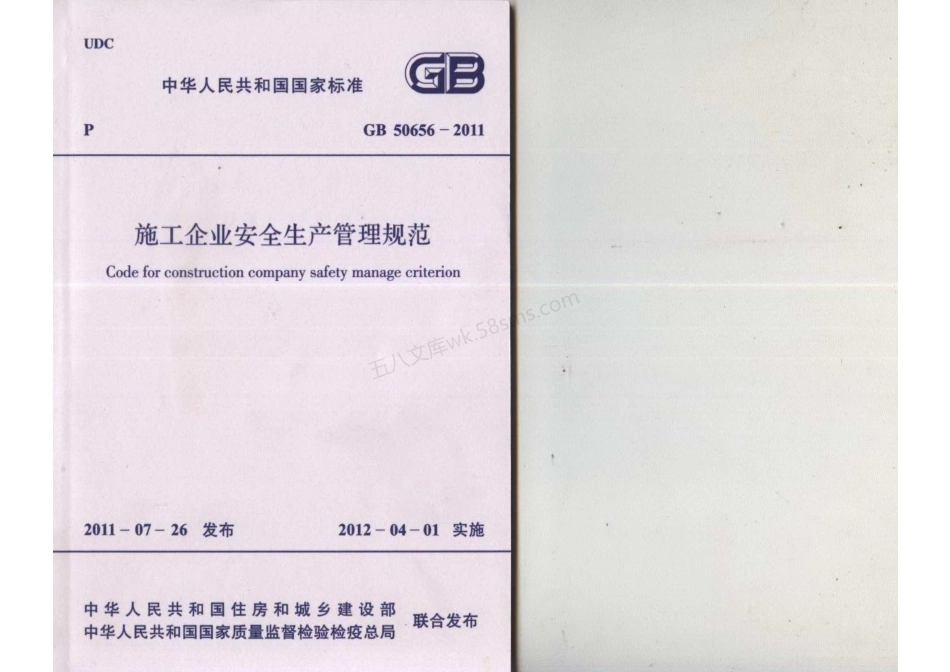 UDC
中华人民共和国国家标准 GB
P GB 50656－2011
施工企业安全生产管理规范
Code for construction company safety manage criterion
五八文库wk.58sms.com
2011－07－26 发布 2012－04－01 实施
中华人民共和国住房和城乡建设部
中华人民共和国国家质量监督检验检疫总局 联合发布